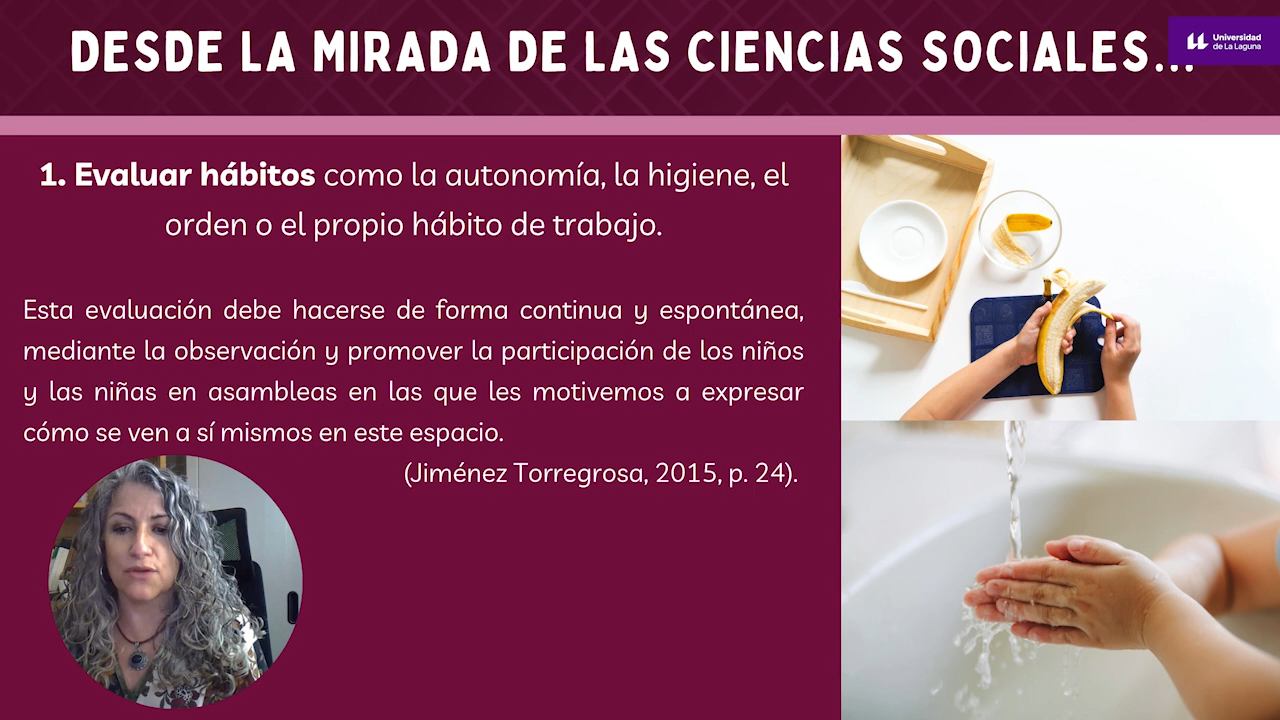 DESDE LA MIRADA DE LAS CIENCIAS SOCIALES...
Universidad
de La Laguna
1. Evaluar hábitos como la autonomía, la higiene, el
orden o el propio hábito de trabajo.
Esta evaluación debe hacerse de forma continua y espontánea,
mediante la observación y promover la participación de los niños
y las niñas en asambleas en las que les motivemos a expresar
cómo se ven a sí mismos en este espacio.
(Jiménez Torregrosa, 2015, p. 24).